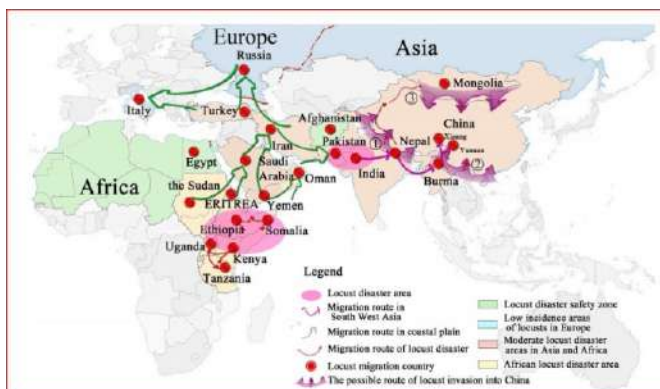 Europe
Asia
Russia
Mongolia
③
Italy
Turkey
Afghanistan
China
Iran
Pakistan
①
Nepal
Yunnan
②
Egypt
Saudi
Arabia
Oman
India
Burma
Africa
the Sudan
ERITREA
Yemen
Ethiopia
Somalia
Uganda
Kenya
Tanzania
Legend
Locust disaster area
Migration route in
South West Asia
Migration route in coastal plain
Migration route of locust disaster
Locust migration country
The possible route of locust invasion into China
Locust disaster safety zone
Low incidence areas
of locusts in Europe
Moderate locust disaster
areas in Asia and Africa
African locust disaster area